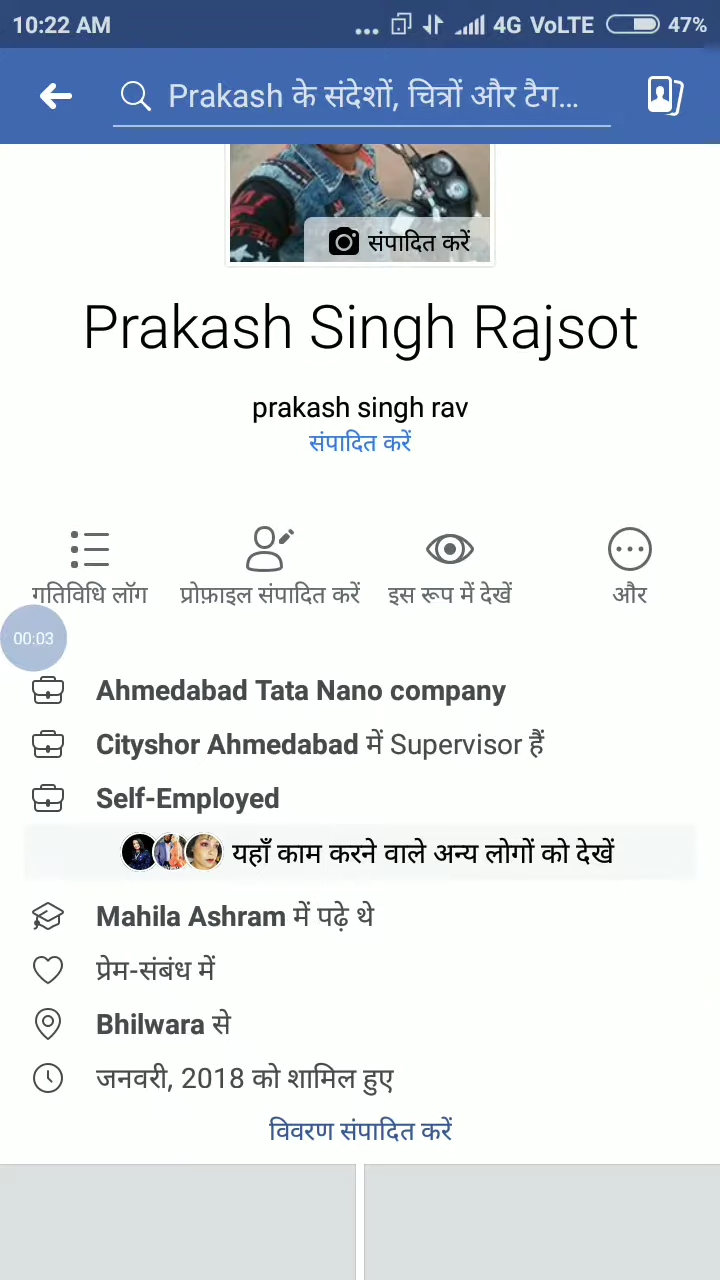 10:22 AM
... 4G VoLTE 47%
Prakash के संदेशों, चित्रों और टैग...
संपादित करें
Prakash Singh Rajsot
prakash singh rav
संपादित करें
गतिविधि लॉग
प्रोफ़ाइल संपादित करें
इस रूप में देखें
और
00:03
Ahmedabad Tata Nano company
Cityshor Ahmedabad में Supervisor हैं
Self-Employed
यहाँ काम करने वाले अन्य लोगों को देखें
Mahila Ashram में पढ़े थे
प्रेम-संबंध में
Bhilwara से
जनवरी, 2018 को शामिल हुए
विवरण संपादित करें